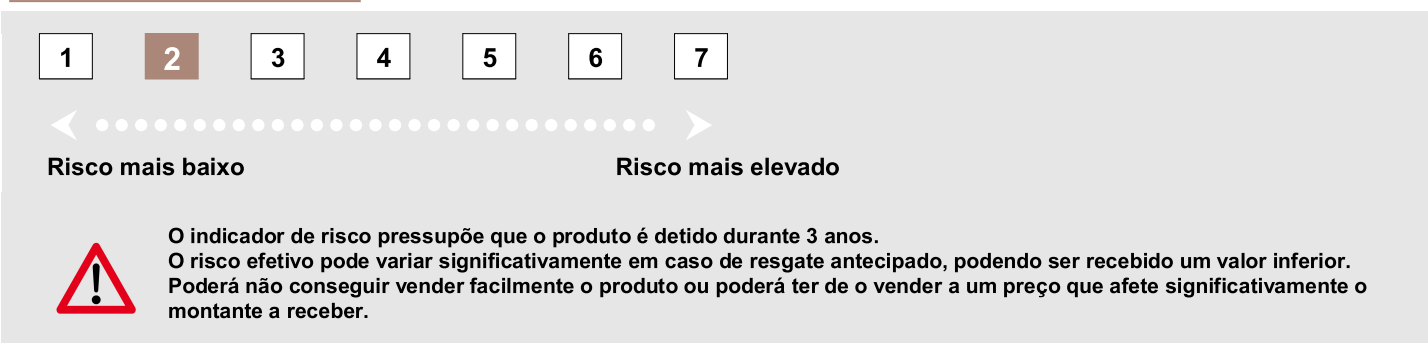 1 2 3 4 5 6 7
Risco mais baixo Risco mais elevado
O indicador de risco pressupõe que o produto é detido durante 3 anos.
O risco efetivo pode variar significativamente em caso de resgate antecipado, podendo ser recebido um valor inferior.
Poderá não conseguir vender facilmente o produto ou poderá ter de o vender a um preço que afete significativamente o
montante a receber.